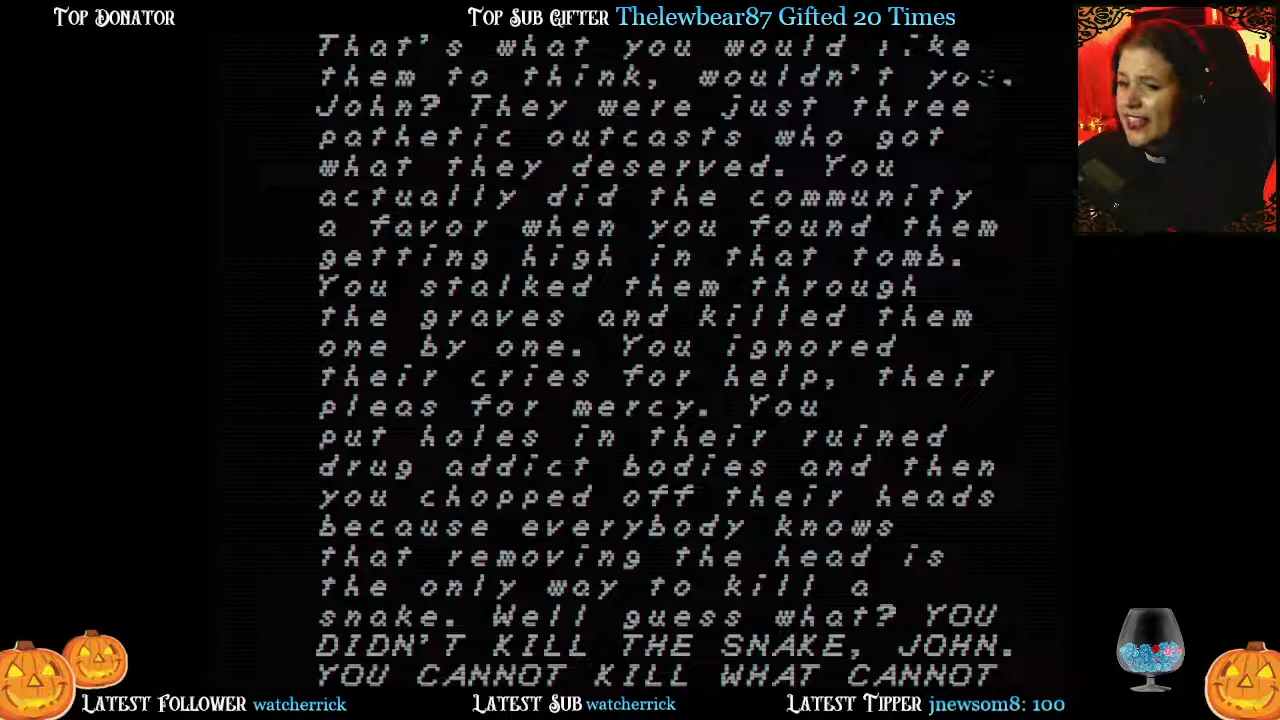 Top Donator
Top Sub Gifter Thelewbear87 Gifted 20 Times
That's what you would like
them to think, wouldn't you,
John? They were just three
pathetic outcasts who got
what they deserved. You
actually did the community
a favor when you found them
getting high in that tomb.
You stalked them through
the graves and killed them
one by one. You ignored
their cries for help, their
pleas for mercy. You
put holes in their ruined
drug addict bodies and then
you chopped off their heads
because everybody knows
that removing the head is
the only way to kill a
snake. Well guess what? YOU
DIDN'T KILL THE SNAKE, JOHN.
YOU CANNOT KILL WHAT CANNOT
Latest Follower watcherrick
Latest Sub watcherrick
Latest Tipper jnewsom8: 100